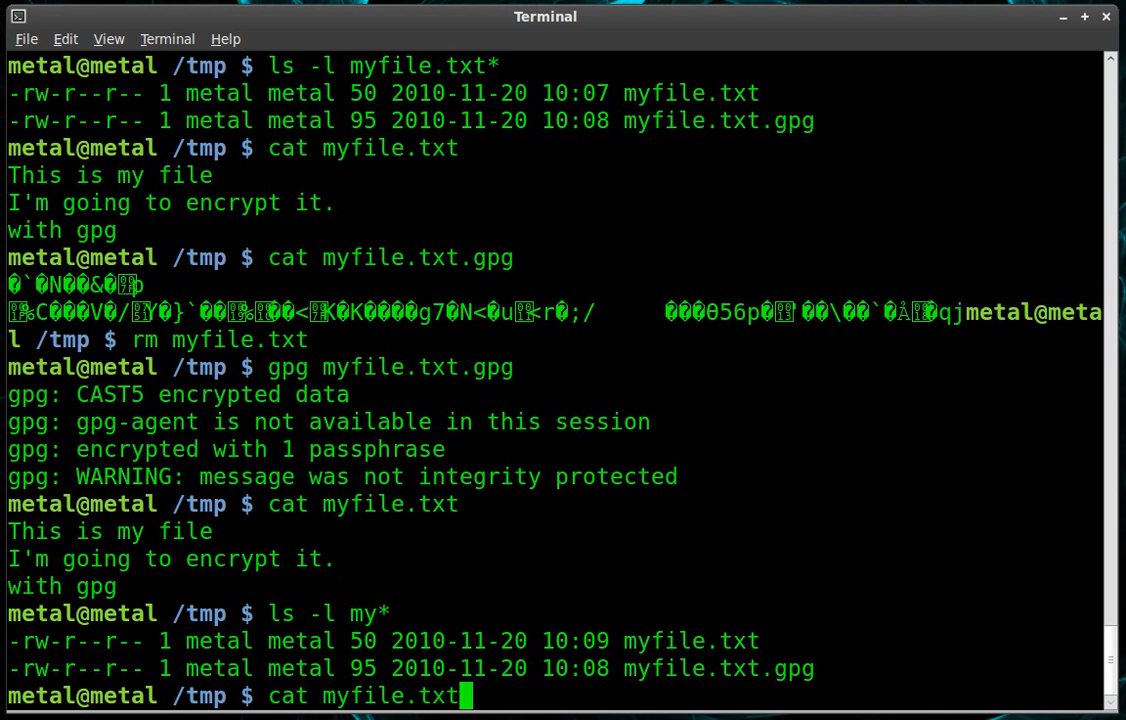 Terminal
File Edit View Terminal Help
metal@metal /tmp $ ls -l myfile.txt*
-rw-r--r-- 1 metal metal 50 2010-11-20 10:07 myfile.txt
-rw-r--r-- 1 metal metal 95 2010-11-20 10:08 myfile.txt.gpg
metal@metal /tmp $ cat myfile.txt
This is my file
I'm going to encrypt it.
with gpg
metal@metal /tmp $ cat myfile.txt.gpg
�`�N��&�p
%C���V�/Y�}`��%��<K�K����g7�N<�u<r�;/ ���θ56p�'��\��`��qjmetal@meta
l /tmp $ rm myfile.txt
metal@metal /tmp $ gpg myfile.txt.gpg
gpg: CAST5 encrypted data
gpg: gpg-agent is not available in this session
gpg: encrypted with 1 passphrase
gpg: WARNING: message was not integrity protected
metal@metal /tmp $ cat myfile.txt
This is my file
I'm going to encrypt it.
with gpg
metal@metal /tmp $ ls -l my*
-rw-r--r-- 1 metal metal 50 2010-11-20 10:09 myfile.txt
-rw-r--r-- 1 metal metal 95 2010-11-20 10:08 myfile.txt.gpg
metal@metal /tmp $ cat myfile.txt